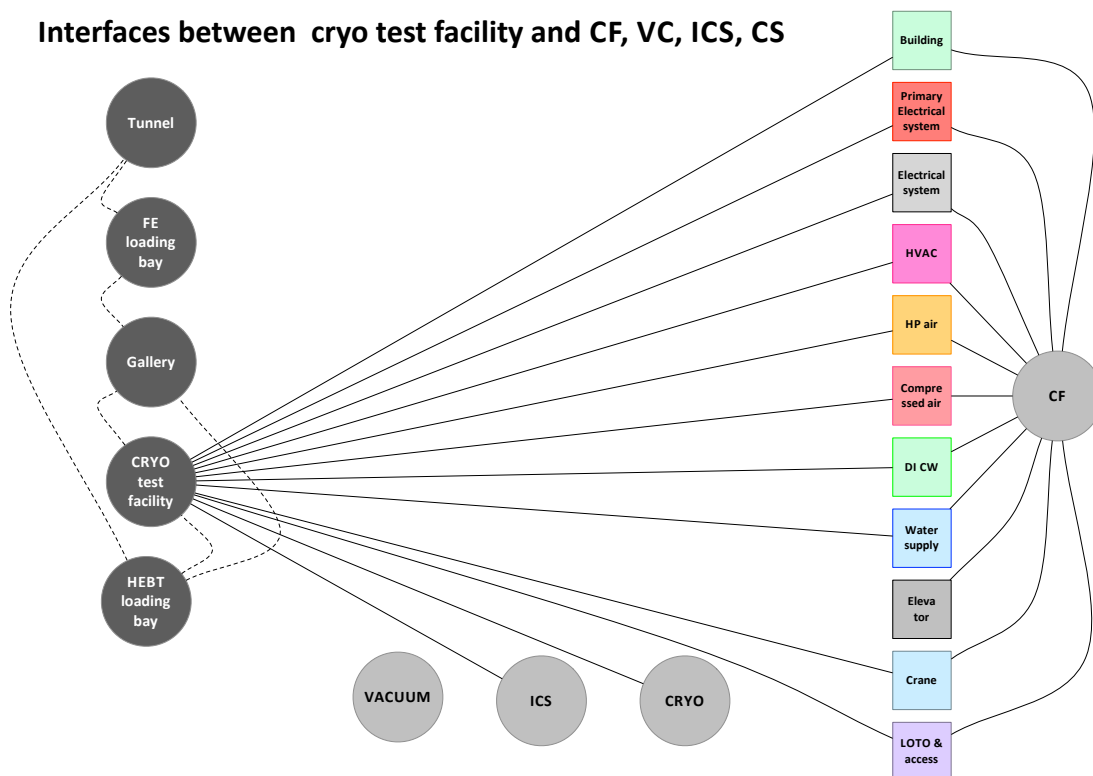 Interfaces between cryo test facility and CF, VC, ICS, CS
Building
Tunnel
Primary
Electrical
system
Electrical
system
FE
loading
bay
HVAC
HP air
Gallery
Compre
ssed air
CF
CRYO
test
facility
DI CW
Water
supply
HEBT
loading
bay
Eleva
tor
Crane
VACUUM
ICS
CRYO
LOTO &
access